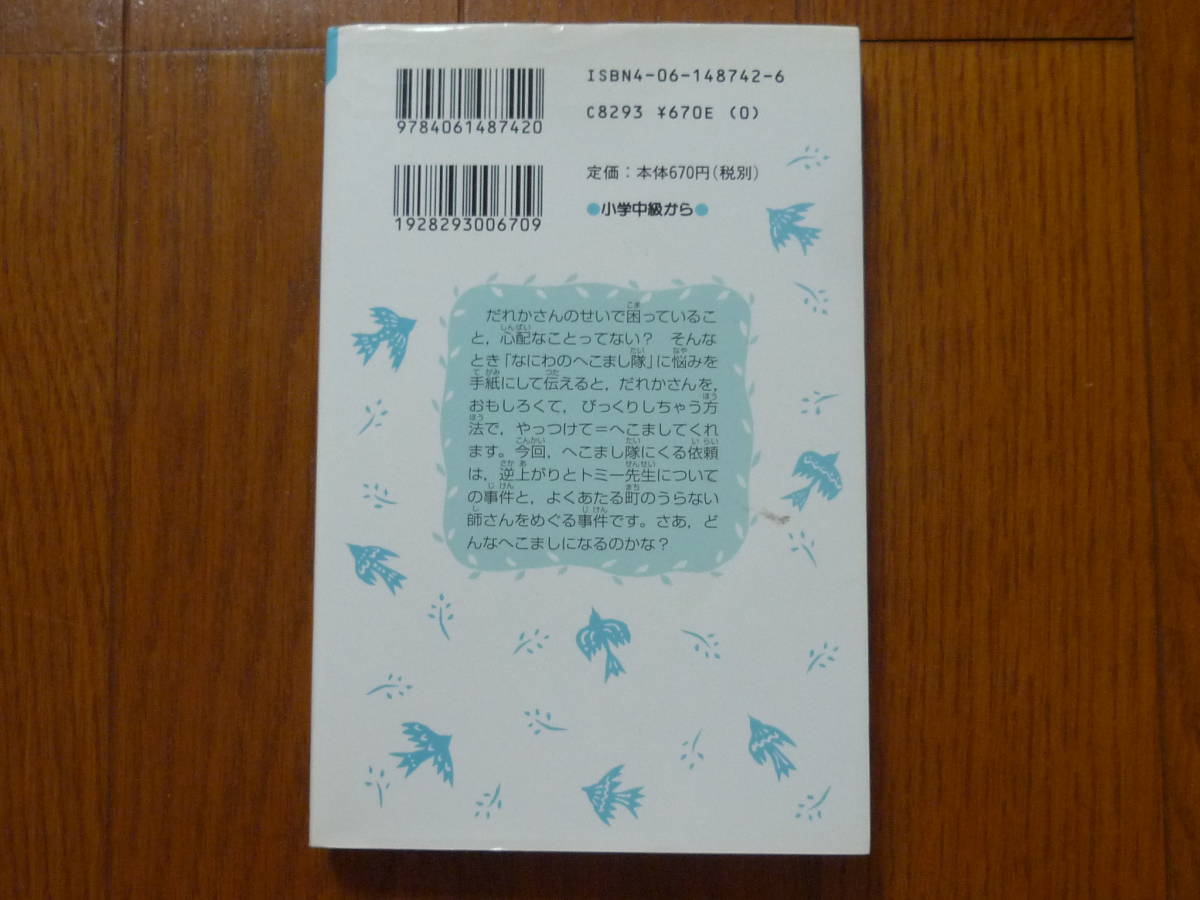 ISBN4-06-148742-6
C8293 ¥670E (0)
9784061487420
定価：本体670円（税別）
●小学中級から●
1928293006709
だれかさんのせいで困っているこ
と，心配なことってない？　そんな
とき「なにわのへこまし隊」に悩みを
手紙にして伝えると，だれかさんを，
おもしろくて，びっくりしちゃう方
法で，やっつけて＝へこましてくれ
ます。今回，へこまし隊にくる依頼
は，逆上がりとトミー先生について
の事件と，よくあたる町のうらない
師さんをめぐる事件です。さあ，ど
んなへこましになるのかな？